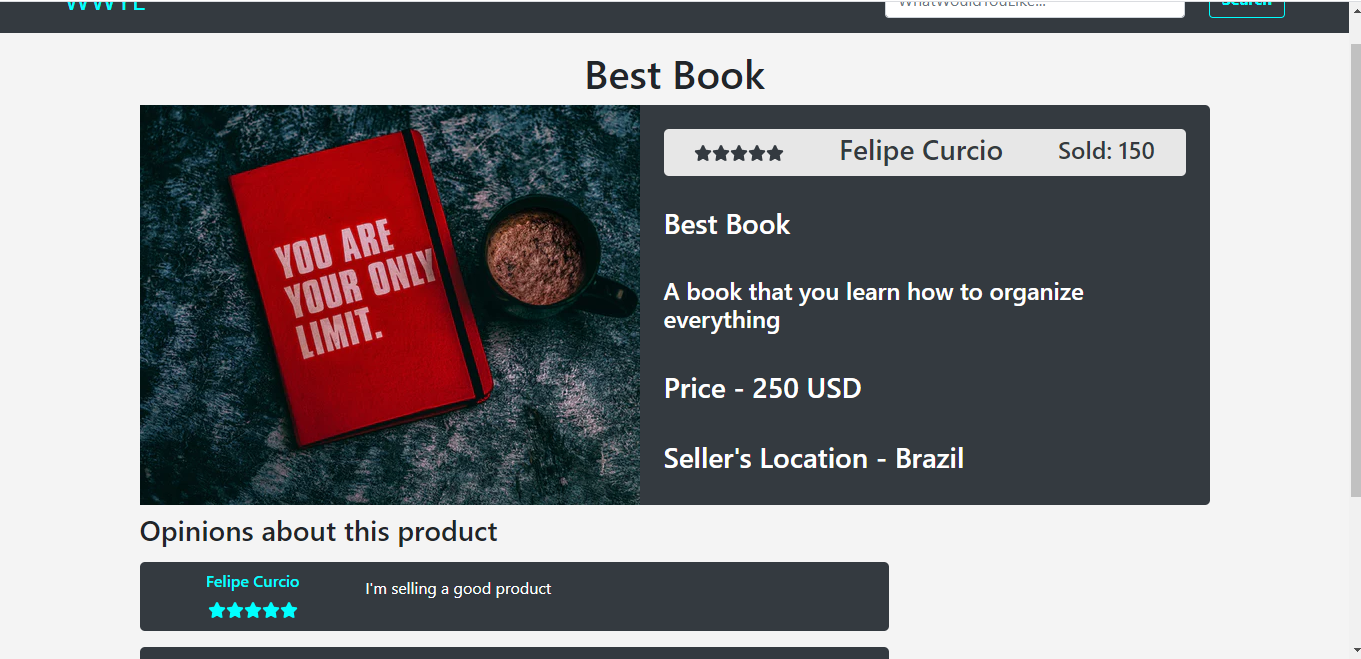 WWYL
WhatWouldYouLike...
Search
Best Book
YOU ARE
YOUR ONLY
LIMIT.
Felipe Curcio
Sold: 150
Best Book
A book that you learn how to organize
everything
Price - 250 USD
Seller's Location - Brazil
Opinions about this product
Felipe Curcio
I'm selling a good product